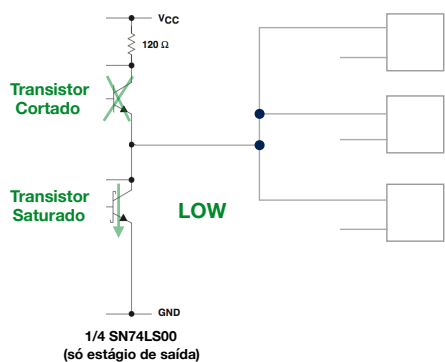 VCC
120 Ω
Transistor
Cortado
Transistor
Saturado
LOW
GND
1/4 SN74LS00
(só estágio de saída)